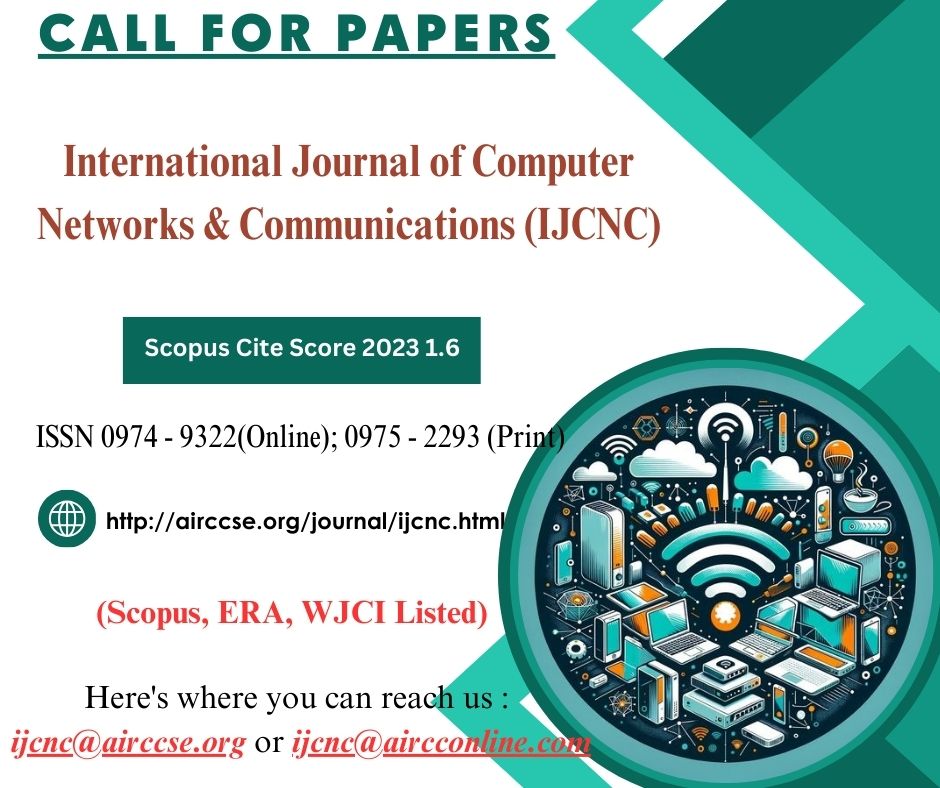 CALL FOR PAPERS
International Journal of Computer
Networks & Communications (IJCNC)
Scopus Cite Score 2023 1.6
ISSN 0974 - 9322(Online); 0975 - 2293 (Print)
http://airccse.org/journal/ijcnc.html
(Scopus, ERA, WJCI Listed)
Here's where you can reach us :
ijcnc@airccse.org or ijcnc@aircconline.com